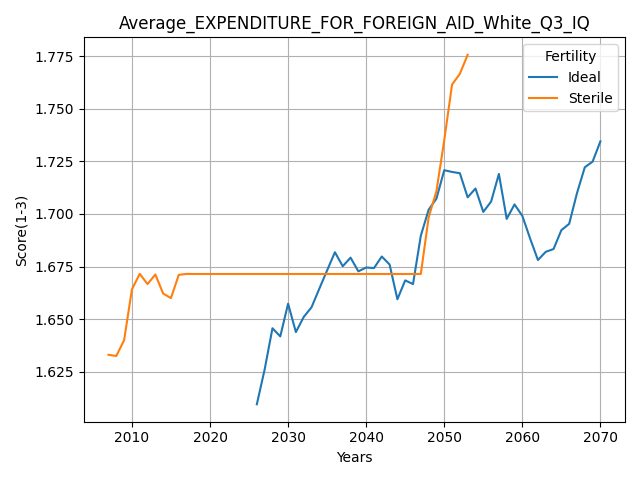 Average_EXPENDITURE_FOR_FOREIGN_AID_White_Q3_IQ
Fertility
Ideal
Sterile
Score(1-3)
1.775
1.750
1.725
1.700
1.675
1.650
1.625
2010 2020 2030 2040 2050 2060 2070
Years